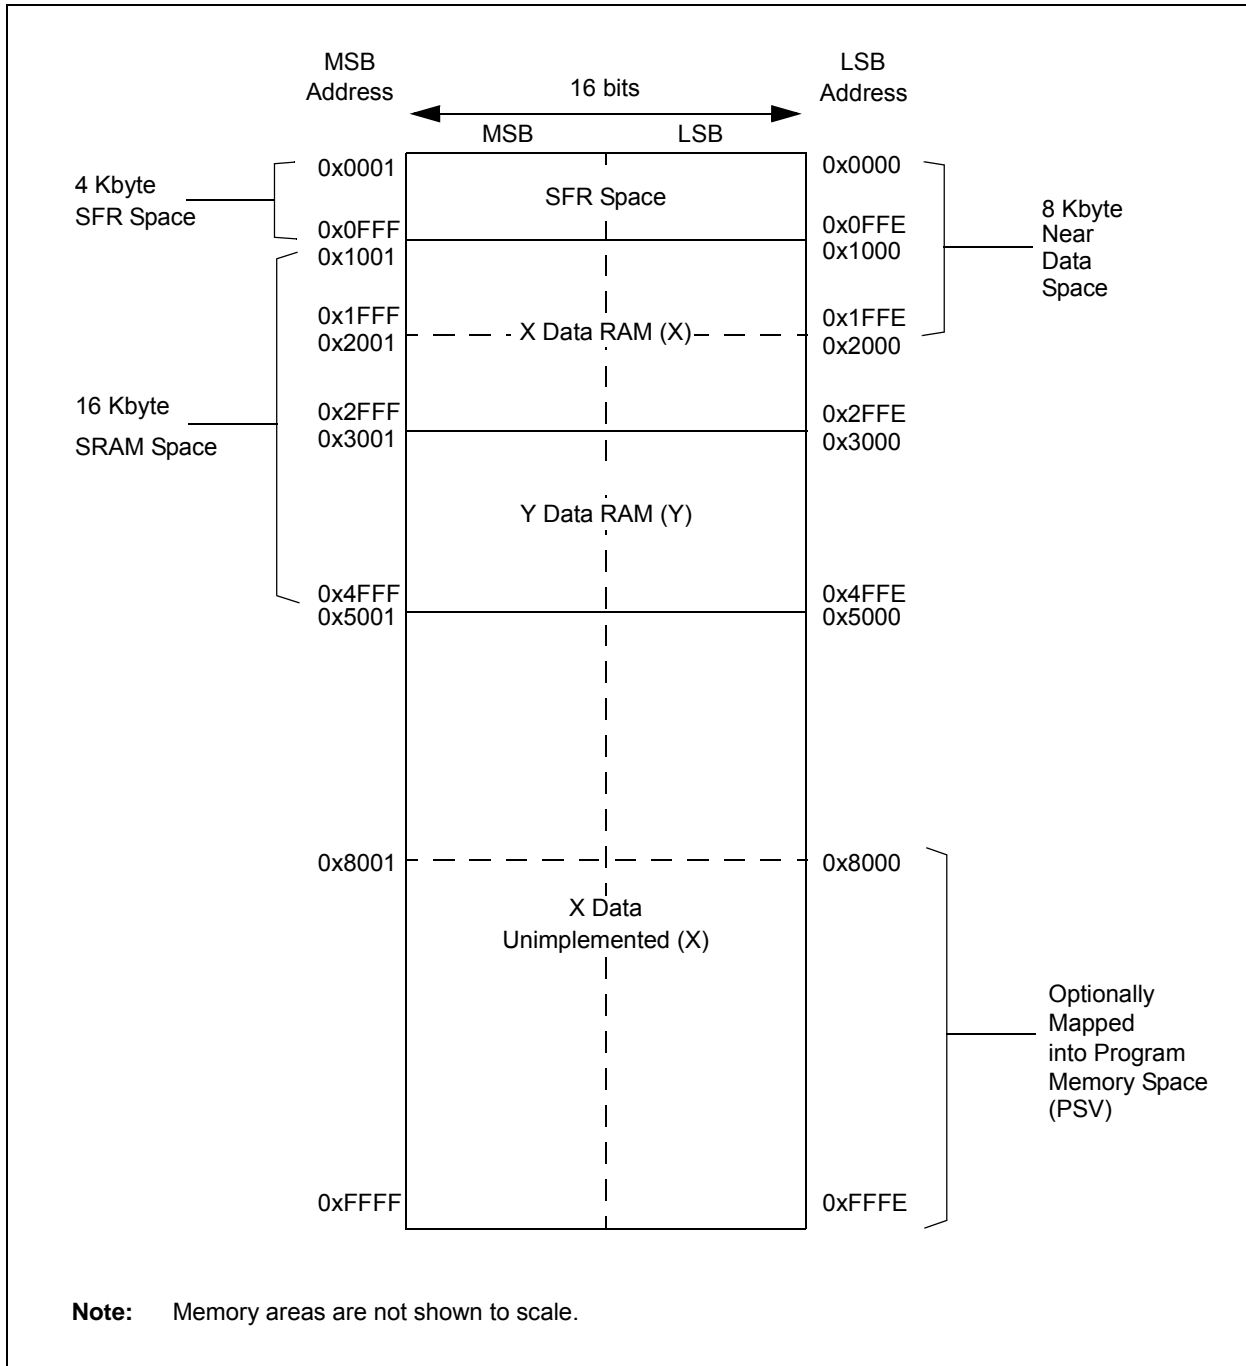 MSB
Address
16 bits
LSB
Address
MSB
LSB
4 Kbyte
SFR Space
0x0001
0x0FFF
0x1001
0x1FFF
0x2001
0x2FFF
0x3001
0x4FFF
0x5001
0x8001
0xFFFF
16 Kbyte
SRAM Space
SFR Space
X Data RAM (X)
Y Data RAM (Y)
X Data
Unimplemented (X)
0x0000
0x0FFE
0x1000
0x1FFE
0x2000
0x2FFE
0x3000
0x4FFE
0x5000
0x8000
0xFFFE
8 Kbyte
Near
Data
Space
Optionally
Mapped
into Program
Memory Space
(PSV)
Note: Memory areas are not shown to scale.